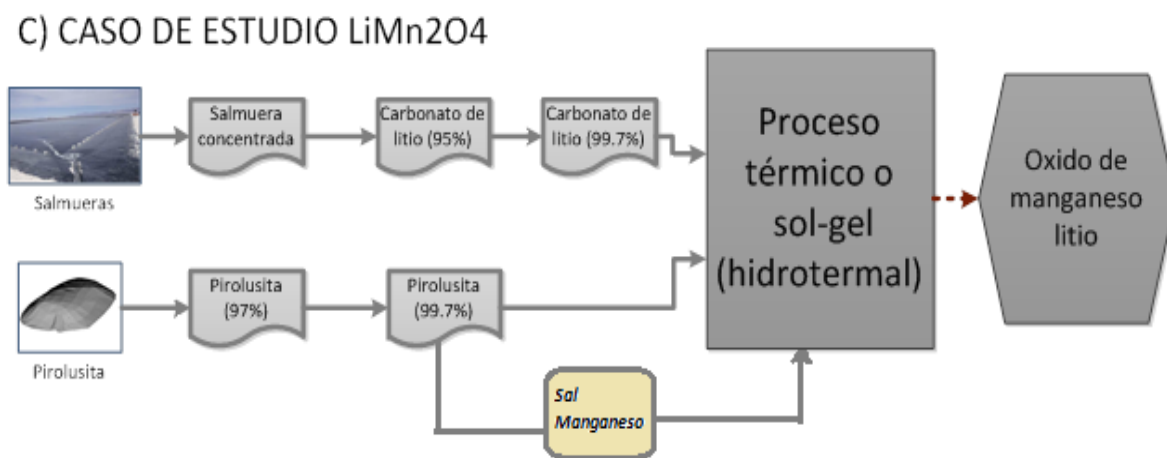 C) CASO DE ESTUDIO LiMn2O4
Salmueras
Salmuera
concentrada
Carbonato de
litio (95%)
Carbonato de
litio (99.7%)
Proceso
térmico o
sol-gel
(hidrotermal)
Oxido de
manganeso
litio
Pirolusita
Pirolusita
(97%)
Pirolusita
(99.7%)
Sal
Manganeso